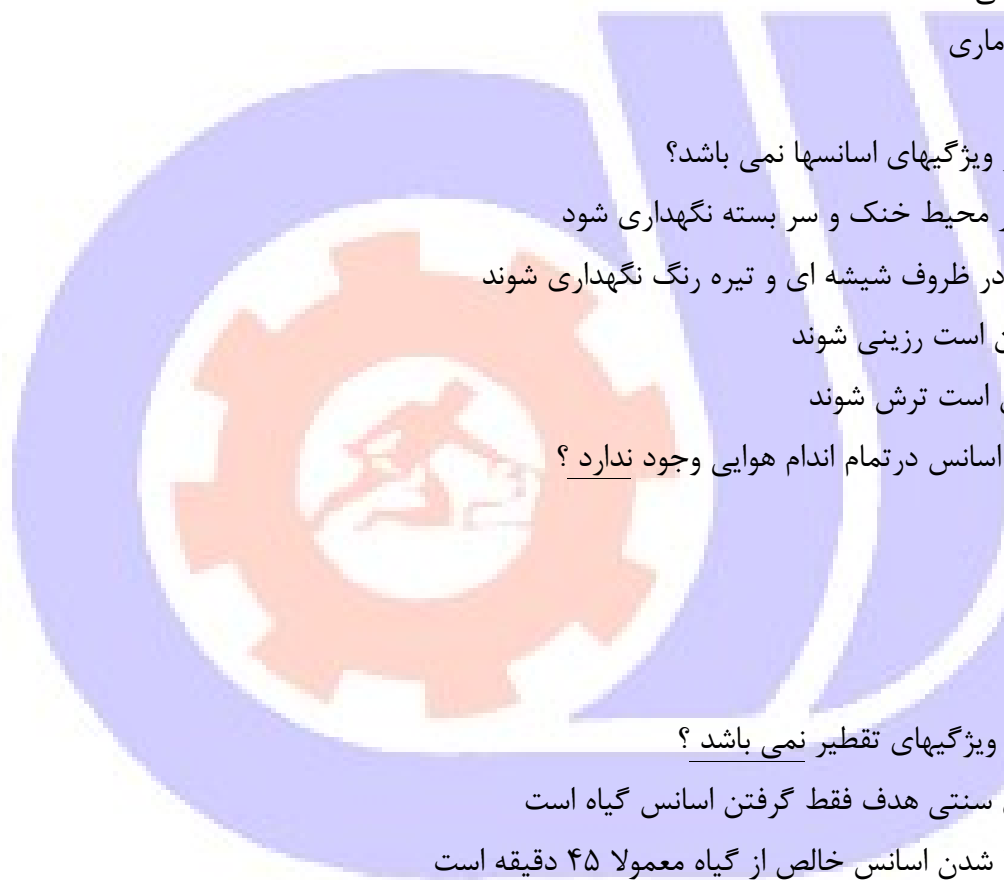 ماری
ویژگیهای اسانسها نمی باشد؟
محیط خنک و سر بسته نگهداری شود
در ظروف شیشه ای و تیره رنگ نگهداری شوند
است رزینی شوند
است ترش شوند
اسانس درتمام اندام هوایی وجود ندارد ؟
ویژگیهای تقطیر نمی باشد ؟
سنتی هدف فقط گرفتن اسانس گیاه است
شدن اسانس خالص از گیاه معمولا ۴۵ دقیقه است